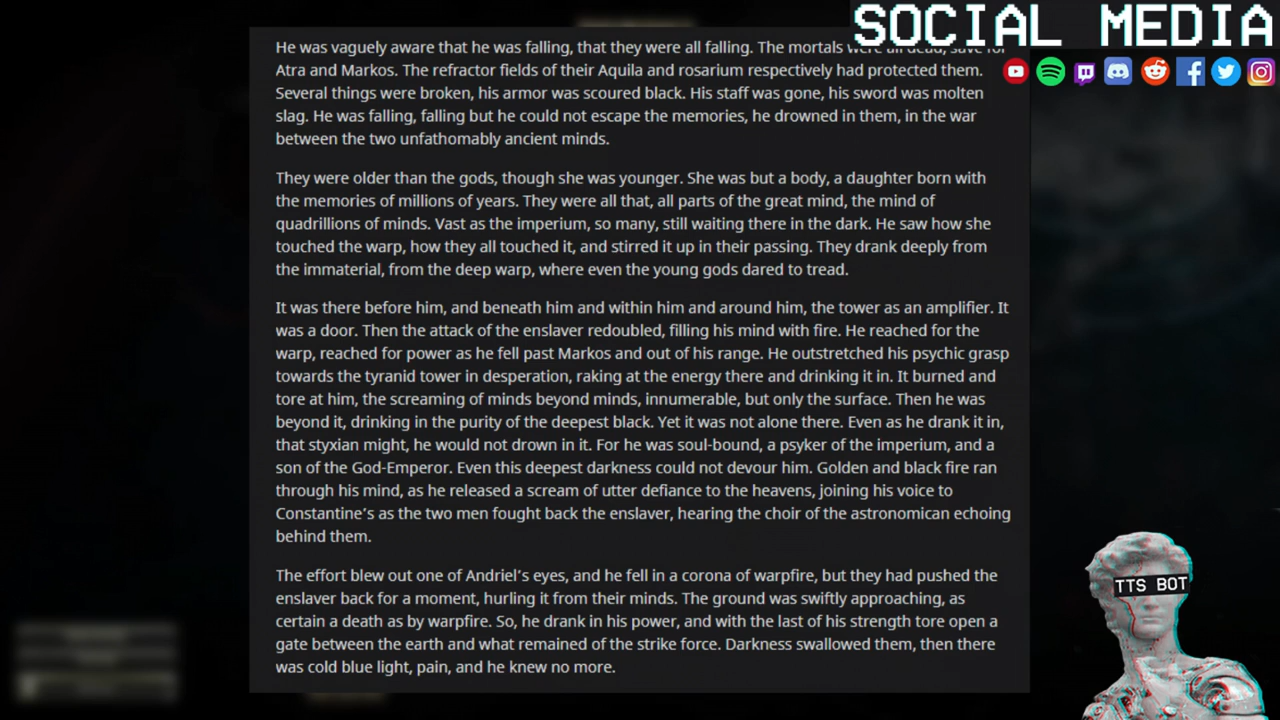 SOCIAL MEDIA
He was vaguely aware that he was falling, that they were all falling. The mortals were all dead, save for
Atra and Markos. The refractor fields of their Aquila and rosarium respectively had protected them.
Several things were broken, his armor was scoured black. His staff was gone, his sword was molten
slag. He was falling, falling but he could not escape the memories, he drowned in them, in the war
between the two unfathomably ancient minds.
They were older than the gods, though she was younger. She was but a body, a daughter born with
the memories of millions of years. They were all that, all parts of the great mind, the mind of
quadrillions of minds. Vast as the imperium, so many, still waiting there in the dark. He saw how she
touched the warp, how they all touched it, and stirred it up in their passing. They drank deeply from
the immaterial, from the deep warp, where even the young gods dared to tread.
It was there before him, and beneath him and within him and around him, the tower as an amplifier. It
was a door. Then the attack of the enslaver redoubled, filling his mind with fire. He reached for the
warp, reached for power as he fell past Markos and out of his range. He outstretched his psychic grasp
towards the tyranid tower in desperation, raking at the energy there and drinking it in. It burned and
tore at him, the screaming of minds beyond minds, innumerable, but only the surface. Then he was
beyond it, drinking in the purity of the deepest black. Yet it was not alone there. Even as he drank it in,
that styxian might, he would not drown in it. For he was soul-bound, a psyker of the imperium, and a
son of the God-Emperor. Even this deepest darkness could not devour him. Golden and black fire ran
through his mind, as he released a scream of utter defiance to the heavens, joining his voice to
Constantine's as the two men fought back the enslaver, hearing the choir of the astronomican echoing
behind them.
The effort blew out one of Andriel's eyes, and he fell in a corona of warpfire, but they had pushed the
enslaver back for a moment, hurling it from their minds. The ground was swiftly approaching, as
certain a death as by warpfire. So, he drank in his power, and with the last of his strength tore open a
gate between the earth and what remained of the strike force. Darkness swallowed them, then there
was cold blue light, pain, and he knew no more.
TTS BOT